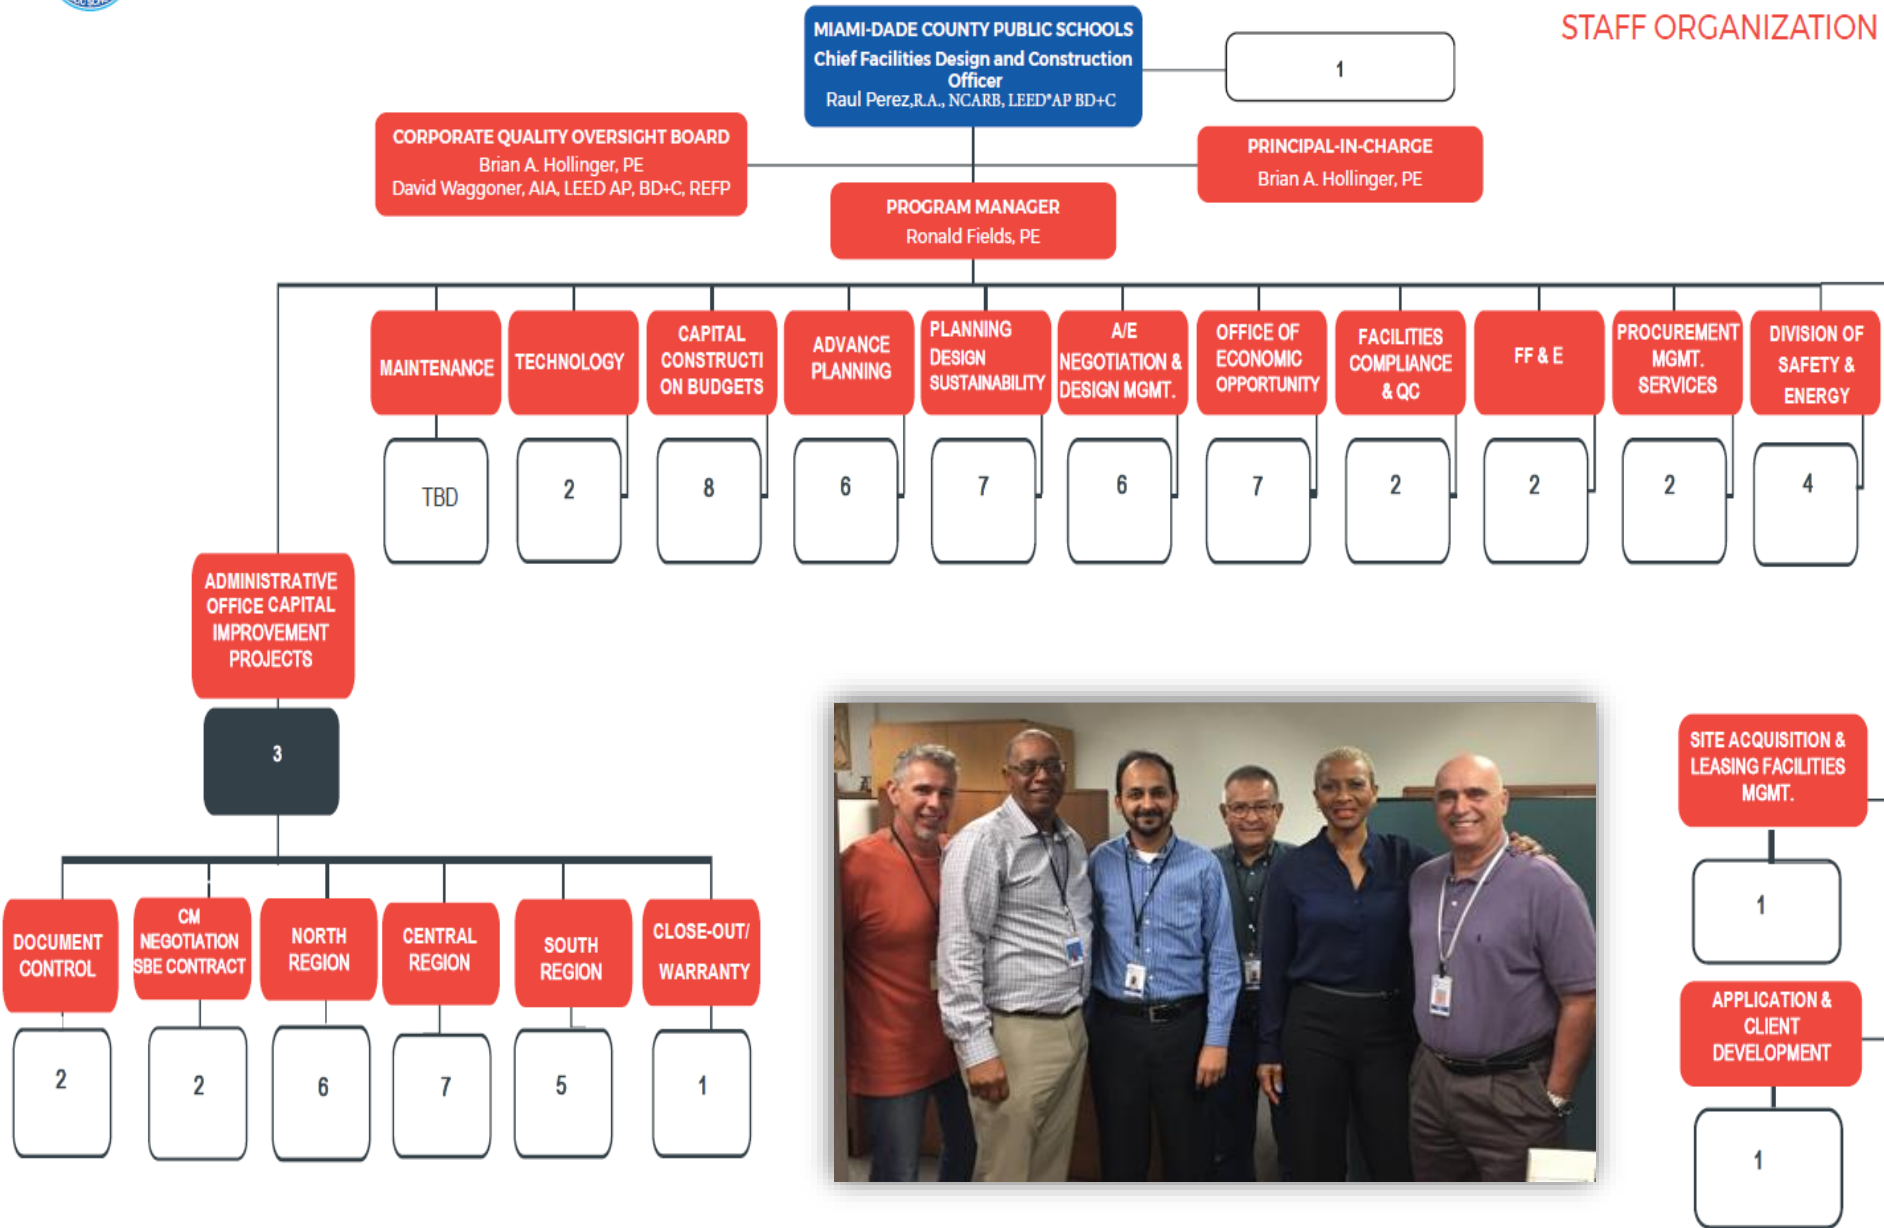 STAFF ORGANIZATION
MIAMI-DADE COUNTY PUBLIC SCHOOLS
Chief Facilities Design and Construction
Officer
Raul Perez,R.A., NCARB, LEED®AP BD+C
1
CORPORATE QUALITY OVERSIGHT BOARD
Brian A. Hollinger, PE
David Waggoner, AIA, LEED AP, BD+C, REFP
PRINCIPAL-IN-CHARGE
Brian A. Hollinger, PE
PROGRAM MANAGER
Ronald Fields, PE
MAINTENANCE
TECHNOLOGY
CAPITAL
CONSTRUCTI
ON BUDGETS
ADVANCE
PLANNING
PLANNING
DESIGN
SUSTAINABILITY
A/E
NEGOTIATION &
DESIGN MGMT.
OFFICE OF
ECONOMIC
OPPORTUNITY
FACILITIES
COMPLIANCE
& QC
FF & E
PROCUREMENT
MGMT.
SERVICES
DIVISION OF
SAFETY &
ENERGY
TBD
2
8
6
7
6
7
2
2
2
4
ADMINISTRATIVE
OFFICE CAPITAL
IMPROVEMENT
PROJECTS
3
DOCUMENT
CONTROL
CM
NEGOTIATION
SBE CONTRACT
NORTH
REGION
CENTRAL
REGION
SOUTH
REGION
CLOSE-OUT/
WARRANTY
2
2
6
7
5
1
SITE ACQUISITION &
LEASING FACILITIES
MGMT.
1
APPLICATION &
CLIENT
DEVELOPMENT
1